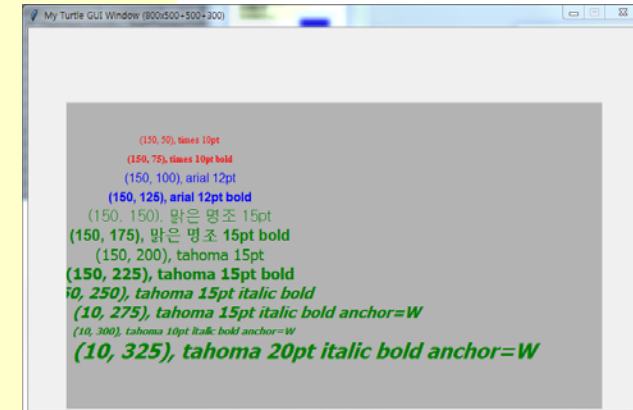 My Turtle GUI Window (800x500+500+300)
(150, 50), times 10pt
(150, 75), times 10pt bold
(150, 100), arial 12pt
(150, 125), arial 12pt bold
(150, 150), 맑은 명조 15pt
(150, 175), 맑은 명조 15pt bold
(150, 200), tahoma 15pt
(150, 225), tahoma 15pt bold
50, 250), tahoma 15pt italic bold
(10, 275), tahoma 15pt italic bold anchor=W
(10, 300), tahoma 10pt italic bold anchor=W
(10, 325), tahoma 20pt italic bold anchor=W